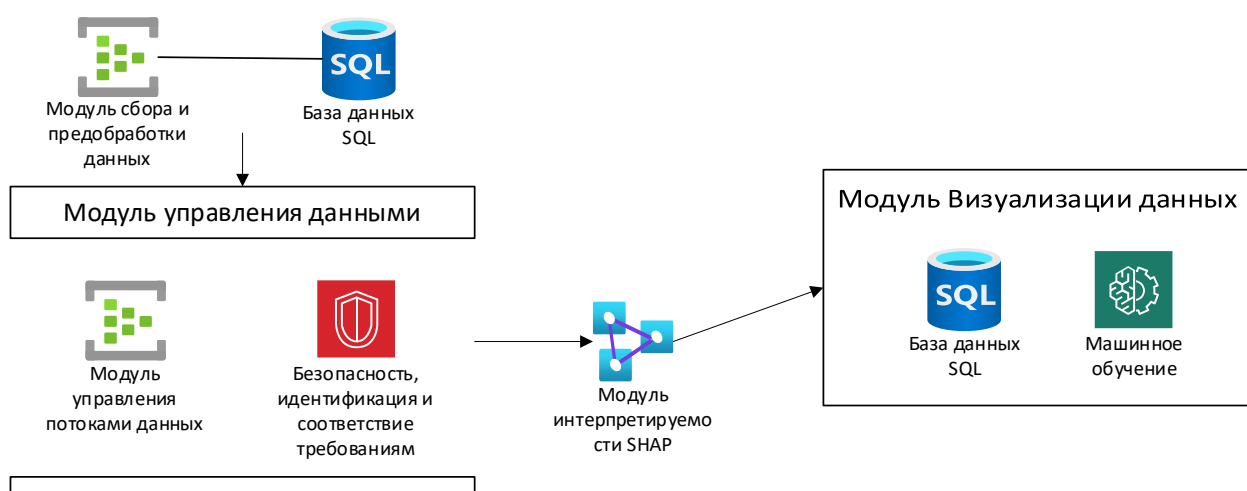 SQL
Модуль сбора и
предобработки
данных
База данных
SQL
Модуль управления данными
Модуль
управления
потоками данных
Безопасность,
идентификация и
соответствие
требованиям
Модуль
интерпретируемо
сти SHAP
Модуль Визуализации данных
SQL
База данных
SQL
Машинное
обучение